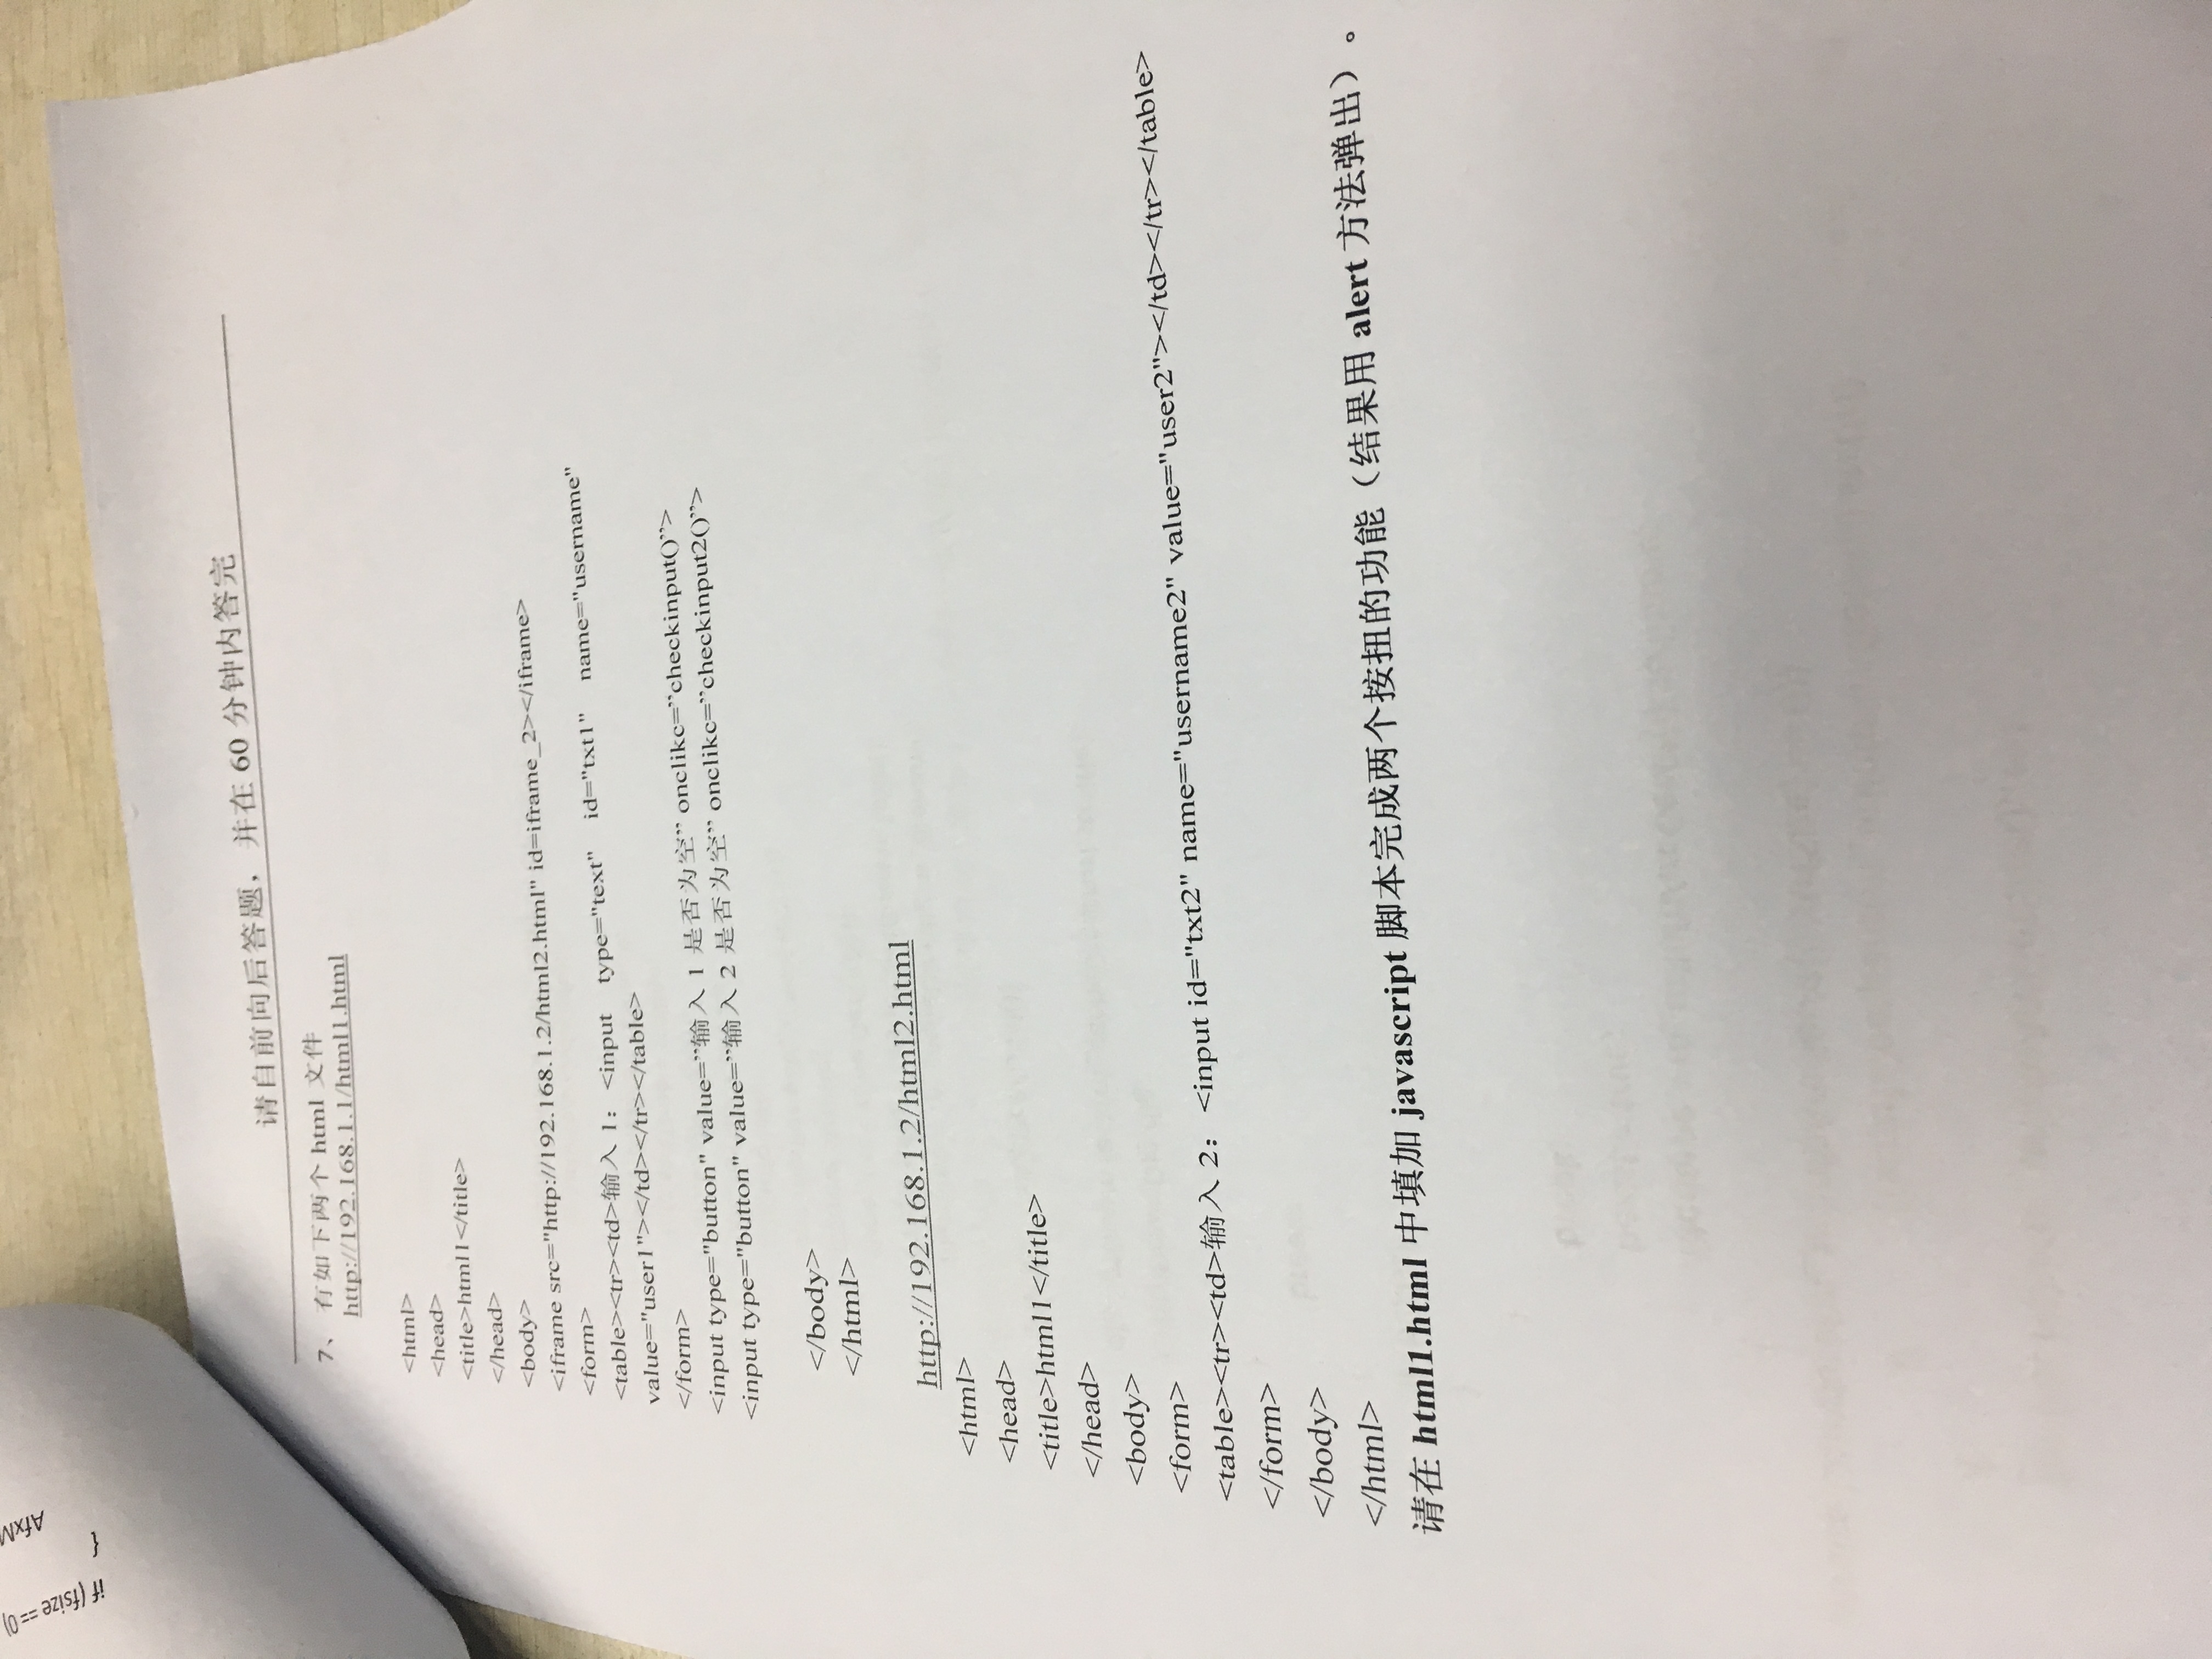 if (fsize ==0)
{
请自前向后答题，并在 60 分钟内答完
7、 有如下两个 html 文件
http://192.168.1.1/html1.html
<html>
<head>
<title>html1</title>
</head>
<body>
<iframe src="http://192.168.1.2/html2.html" id=iframe_2></iframe>
<form>
<table><tr><td>输入 1：<input type="text" id="txt1" name="username"
value="user1"></td></tr></table>
</form>
<input type="button" value=”输入 1 是否为空” onclikc=”checkinput()”>
<input type="button" value=”输入 2 是否为空” onclikc=”checkinput2()”>
</body>
</html>
http://192.168.1.2/html2.html
<html>
<head>
<title>html1</title>
</head>
<body>
<form>
<table><tr><td>输入 2：<input id="txt2" name="username2" value="user2"></td></tr></table>
</form>
</body>
</html>
请在 html1.html 中填加 javascript 脚本完成两个按扭的功能（结果用 alert 方法弹出）。